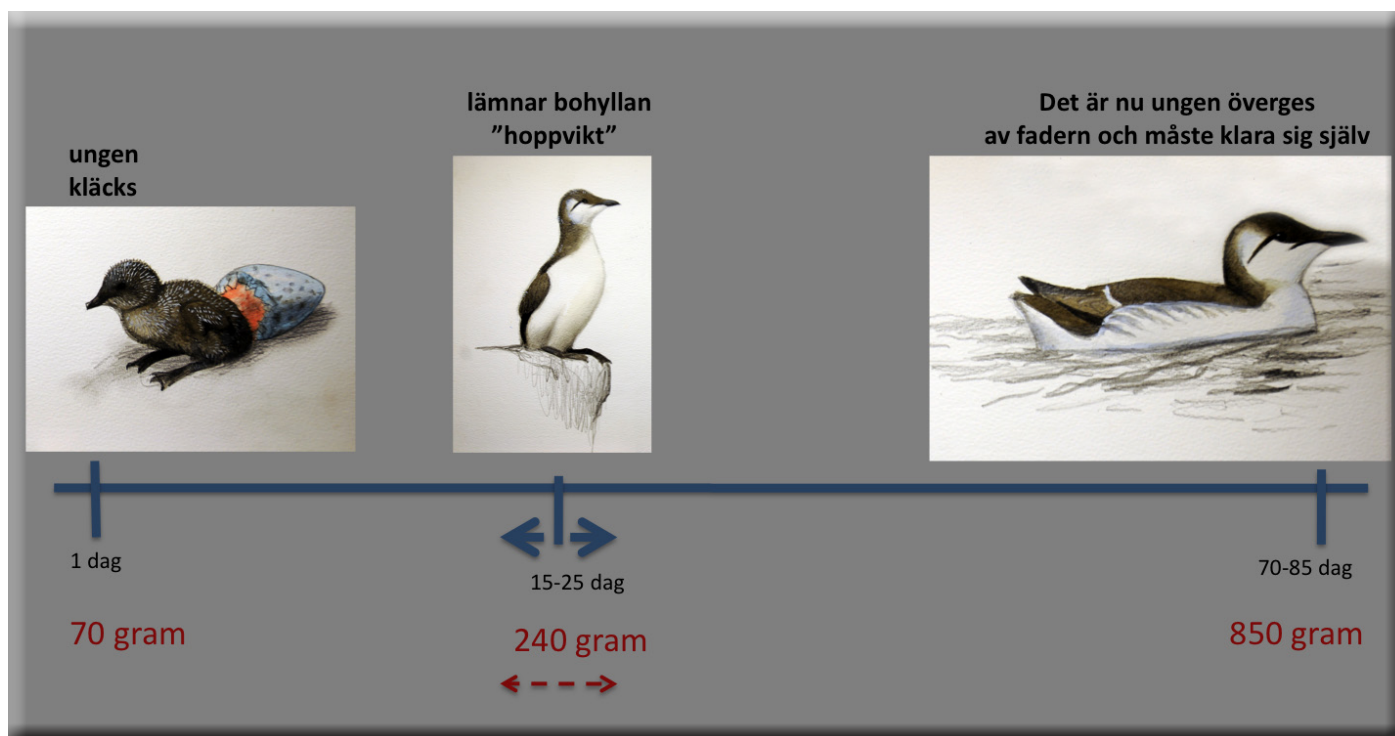 ungen
kläcks
lämnar bohyllan
”hoppvikt”
Det är nu ungen överges
av fadern och måste klara sig själv
1 dag
15-25 dag
70-85 dag
70 gram
240 gram
850 gram